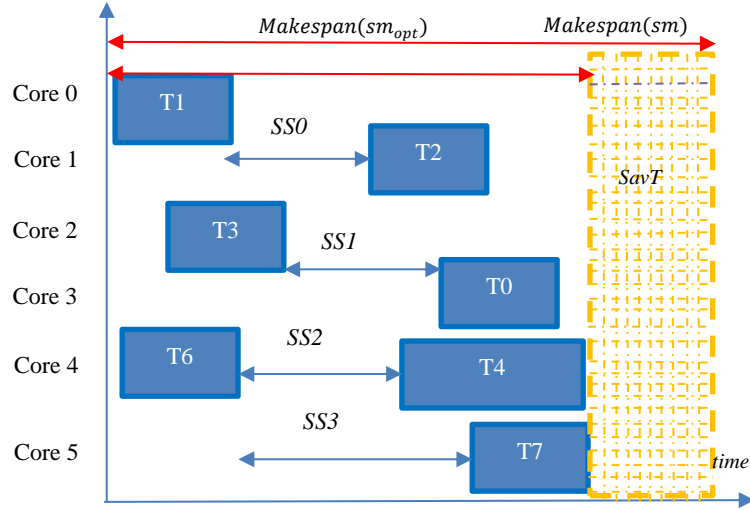 Makespan(sm_opt) Makespan(sm)
Core 0 T1
SS0
Core 1 T2
SavT
Core 2 T3
SS1
Core 3 T0
SS2
Core 4 T6 T4
SS3
Core 5 T7 time